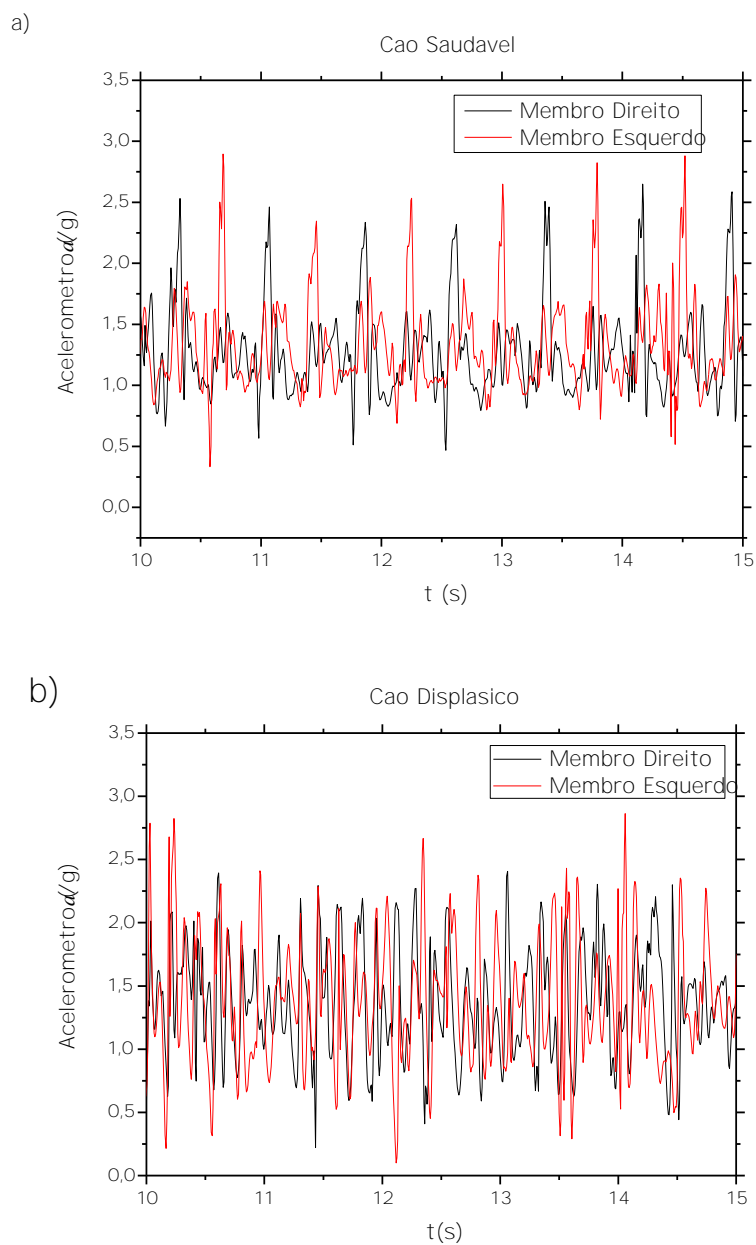 a)
Cao Saudavel
Membro Direito
Membro Esquerdo
3,5
3,0
2,5
2,0
1,5
1,0
0,5
0,0
Acelerometro a(/g)
10 11 12 13 14 15
t (s)
b)
Cao Displasico
Membro Direito
Membro Esquerdo
3,5
3,0
2,5
2,0
1,5
1,0
0,5
0,0
Acelerometro a(/g)
10 11 12 13 14 15
t(s)